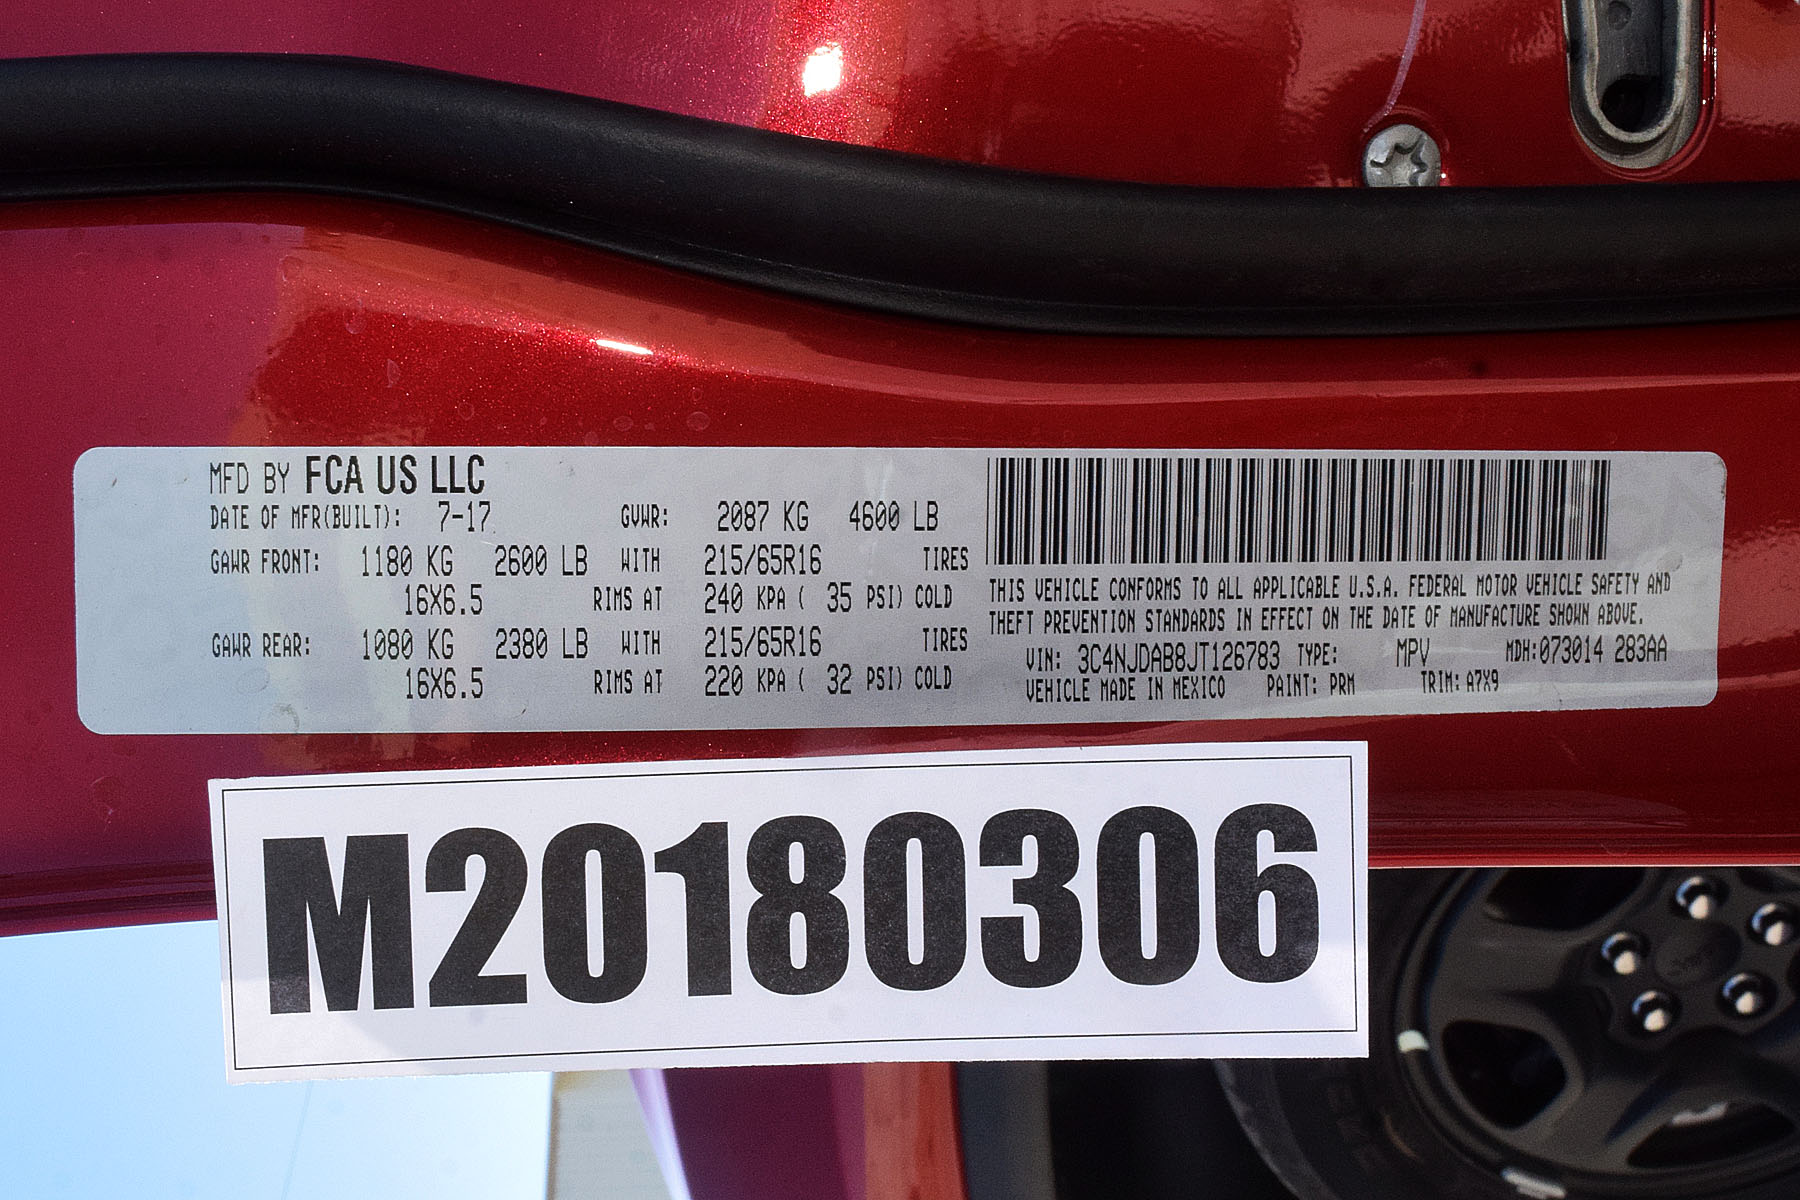 MFD BY FCA US LLC
DATE OF MFR(BUILT): 7-17 GVWR: 2087 KG 4600 LB
GAWR FRONT: 1180 KG 2600 LB WITH 215/65R16 TIRES
16X6.5 RIMS AT 240 KPA ( 35 PSI) COLD
GAWR REAR: 1080 KG 2380 LB WITH 215/65R16 TIRES
16X6.5 RIMS AT 220 KPA ( 32 PSI) COLD
THIS VEHICLE CONFORMS TO ALL APPLICABLE U.S.A. FEDERAL MOTOR VEHICLE SAFETY AND
THEFT PREVENTION STANDARDS IN EFFECT ON THE DATE OF MANUFACTURE SHOWN ABOVE.
VIN: 3C4NJDAB8JT126783 TYPE: MPV MDH:073014 283AA
VEHICLE MADE IN MEXICO PAINT: PRM TRIM: A7X9
M20180306